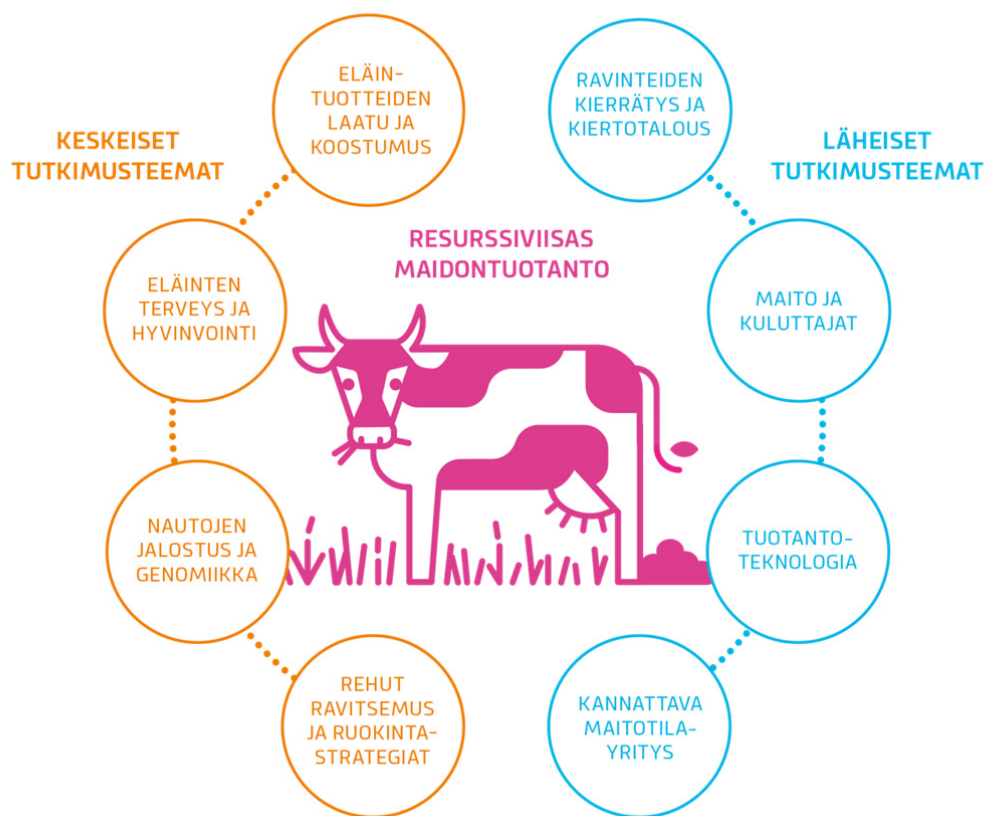 KESKEISET
TUTKIMUSTEEMAT
ELÄIN-
TUOTTEIDEN
LAATU JA
KOOSTUMUS
ELÄINTEN
TERVEYS JA
HYVINVOINTI
NAUTOJEN
JALOSTUS JA
GENOMIIKKA
REHUT
RAVITSEMUS
JA RUOKINTA-
STRATEGIAT
RESURSSIVIISAS
MAIDONTUOTANTO
LÄHEISET
TUTKIMUSTEEMAT
RAVINTEIDEN
KIERRÄTYS JA
KIERTOTALOUS
MAITO JA
KULUTTAJAT
TUOTANTO-
TEKNOLOGIA
KANNATTAVA
MAITOTILA-
YRITYS